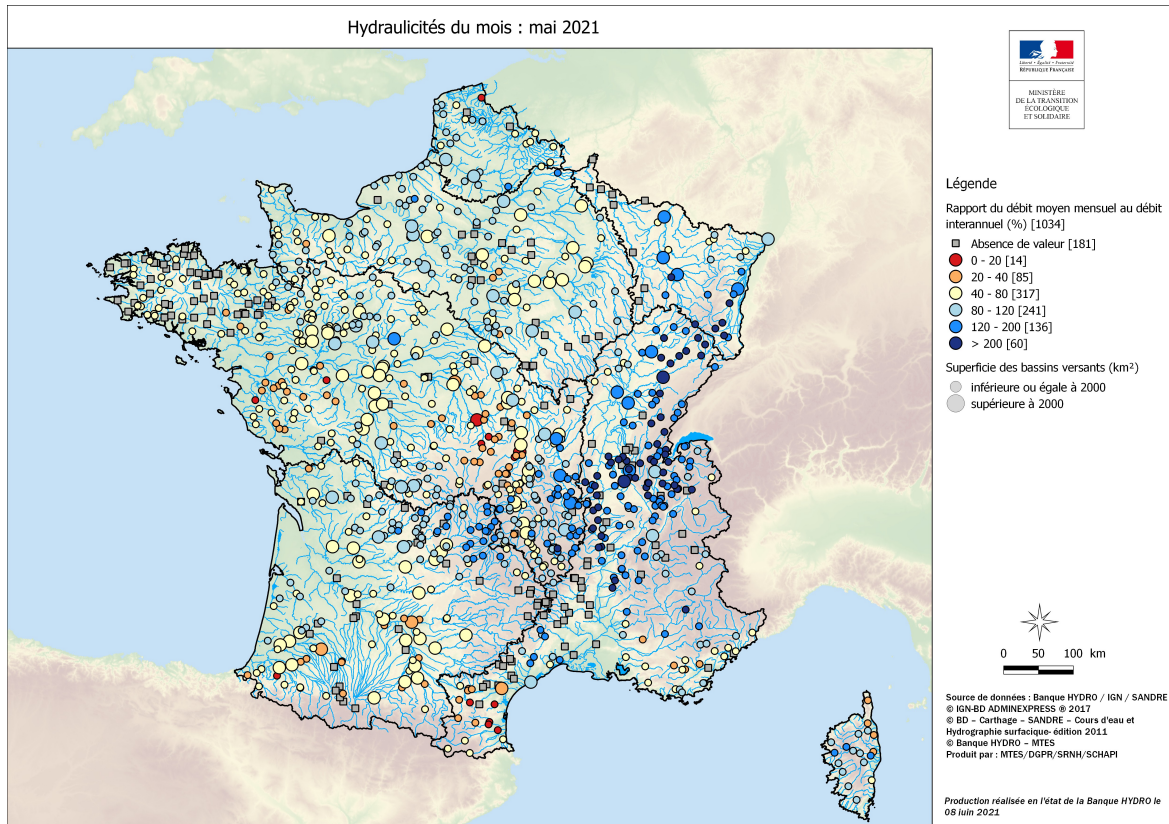 Hydraulicités du mois : mai 2021
Liberté • Égalité • Fraternité
RÉPUBLIQUE FRANÇAISE
MINISTÈRE
DE LA TRANSITION
ÉCOLOGIQUE
ET SOLIDAIRE
Légende
Rapport du débit moyen mensuel au débit
interannuel (%) [1034]
Absence de valeur [181]
0 - 20 [14]
20 - 40 [85]
40 - 80 [317]
80 - 120 [241]
120 - 200 [136]
> 200 [60]
Superficie des bassins versants (km²)
inférieure ou égale à 2000
supérieure à 2000
0 50 100 km
Source de données : Banque HYDRO / IGN / SANDRE
© IGN-BD ADMINEXPRESS ® 2017
© BD – Carthage – SANDRE – Cours d'eau et
Hydrographie surfacique- édition 2011
© Banque HYDRO – MTES
Produit par : MTES/DGPR/SRNH/SCHAPI
Production réalisée en l'état de la Banque HYDRO le
08 juin 2021